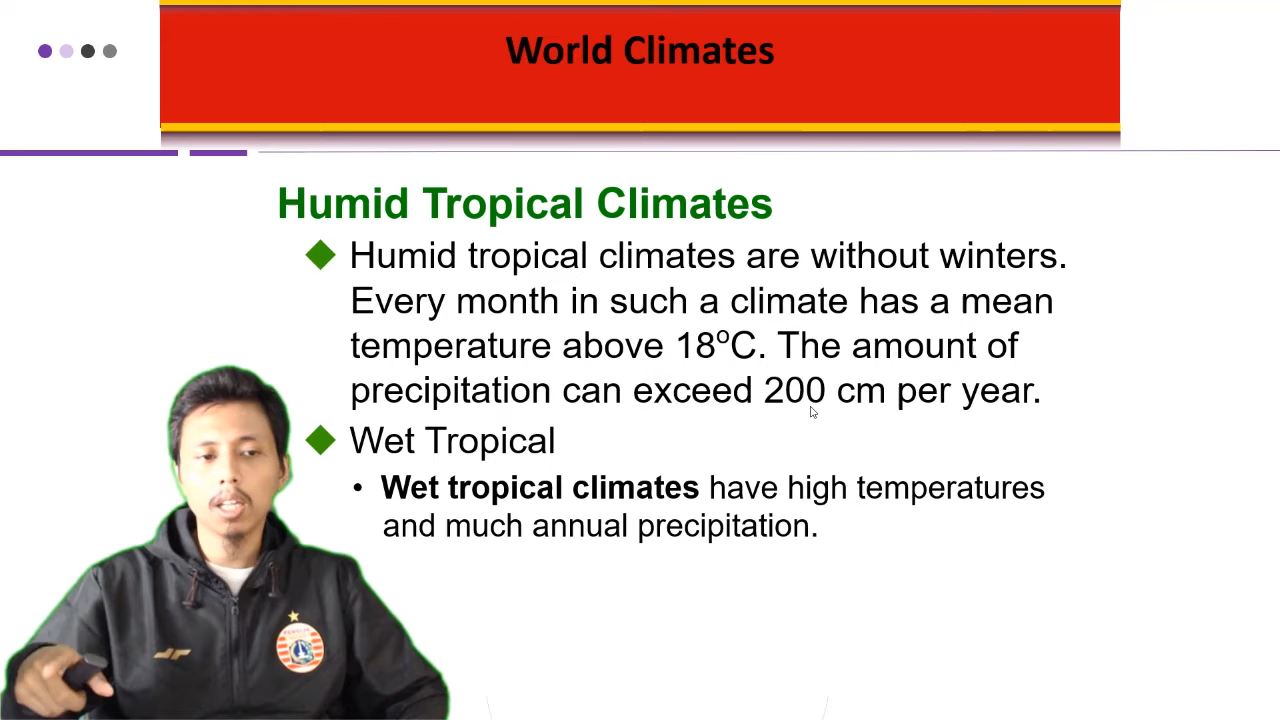 World Climates
Humid Tropical Climates
Humid tropical climates are without winters.
Every month in such a climate has a mean
temperature above 18ºC. The amount of
precipitation can exceed 200 cm per year.
Wet Tropical
• Wet tropical climates have high temperatures
and much annual precipitation.